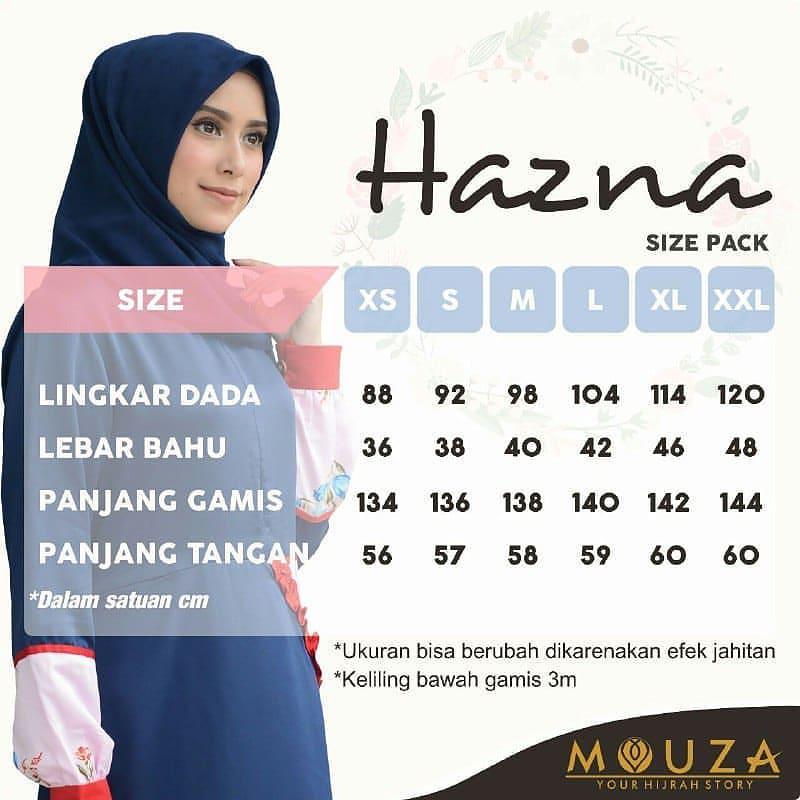 Hazna
SIZE PACK
SIZE XS S M L XL XXL
LINGKAR DADA 88 92 98 104 114 120
LEBAR BAHU 36 38 40 42 46 48
PANJANG GAMIS 134 136 138 140 142 144
PANJANG TANGAN 56 57 58 59 60 60
*Dalam satuan cm
*Ukuran bisa berubah dikarenakan efek jahitan
*Keliling bawah gamis 3m
MOUZA
YOUR HIJRAH STORY